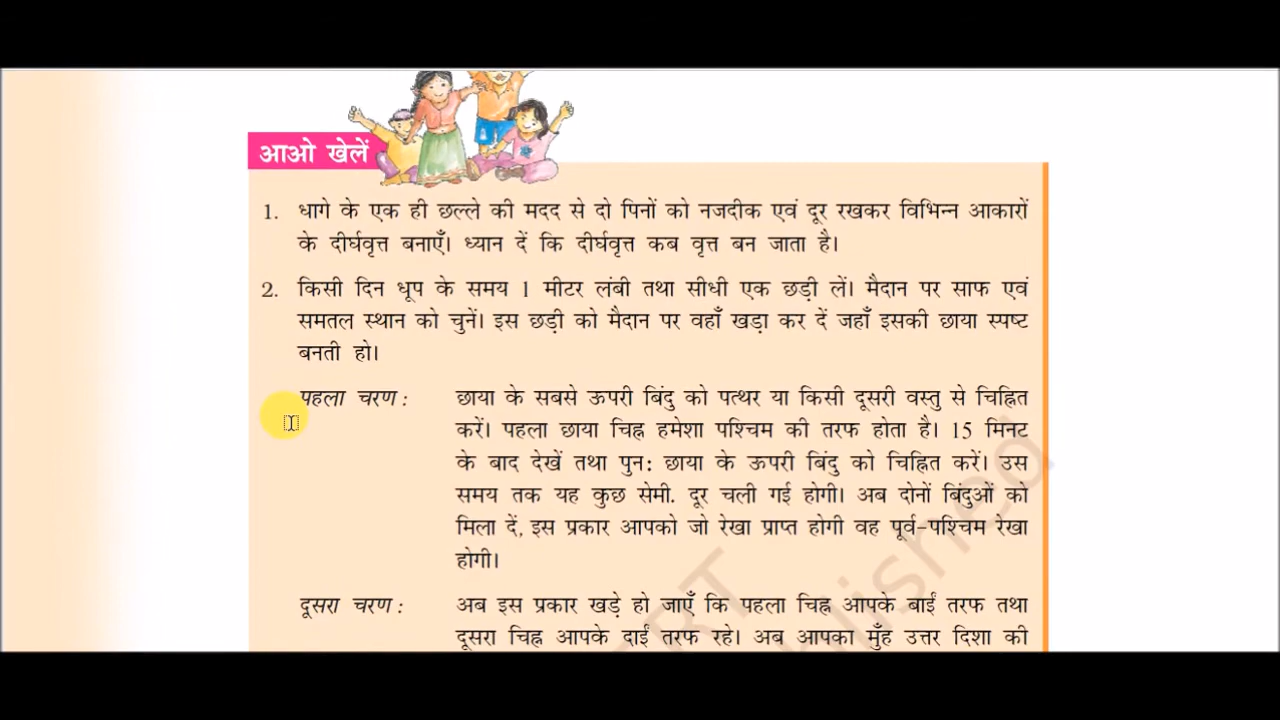 आओ खेलें
1. धागे के एक ही छल्ले की मदद से दो पिनों को नजदीक एवं दूर रखकर विभिन्न आकारों
के दीर्घवृत्त बनाएँ। ध्यान दें कि दीर्घवृत्त कब वृत्त बन जाता है।
2. किसी दिन धूप के समय 1 मीटर लंबी तथा सीधी एक छड़ी लें। मैदान पर साफ एवं
समतल स्थान को चुनें। इस छड़ी को मैदान पर वहाँ खड़ा कर दें जहाँ इसकी छाया स्पष्ट
बनती हो।
पहला चरण : छाया के सबसे ऊपरी बिंदु को पत्थर या किसी दूसरी वस्तु से चिह्नित
करें। पहला छाया चिह्न हमेशा पश्चिम की तरफ होता है। 15 मिनट
के बाद देखें तथा पुन: छाया के ऊपरी बिंदु को चिह्नित करें। उस
समय तक यह कुछ सेमी. दूर चली गई होगी। अब दोनों बिंदुओं को
मिला दें, इस प्रकार आपको जो रेखा प्राप्त होगी वह पूर्व-पश्चिम रेखा
होगी।
दूसरा चरण : अब इस प्रकार खड़े हो जाएँ कि पहला चिह्न आपके बाईं तरफ तथा
दूसरा चिह्न आपके दाईं तरफ रहे। अब आपका मुँह उत्तर दिशा की